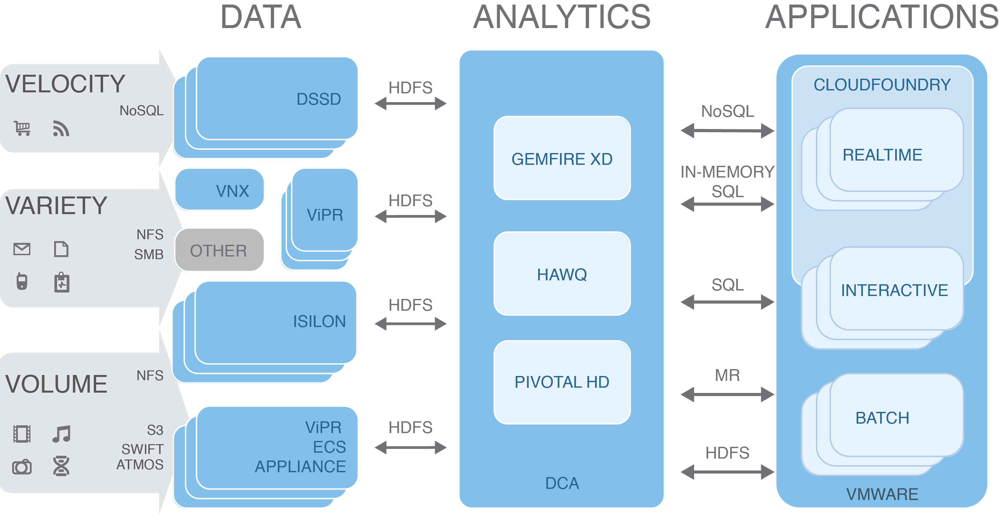 DATA
ANALYTICS
APPLICATIONS
VELOCITY
NoSQL
VARIETY
NFS
SMB
VOLUME
NFS
S3
SWIFT
ATMOS
DSSD
VNX
ViPR
OTHER
ISILON
ViPR
ECS
APPLIANCE
HDFS
HDFS
HDFS
HDFS
GEMFIRE XD
HAWQ
PIVOTAL HD
DCA
NoSQL
IN-MEMORY
SQL
SQL
MR
HDFS
CLOUDFOUNDRY
REALTIME
INTERACTIVE
BATCH
VMWARE